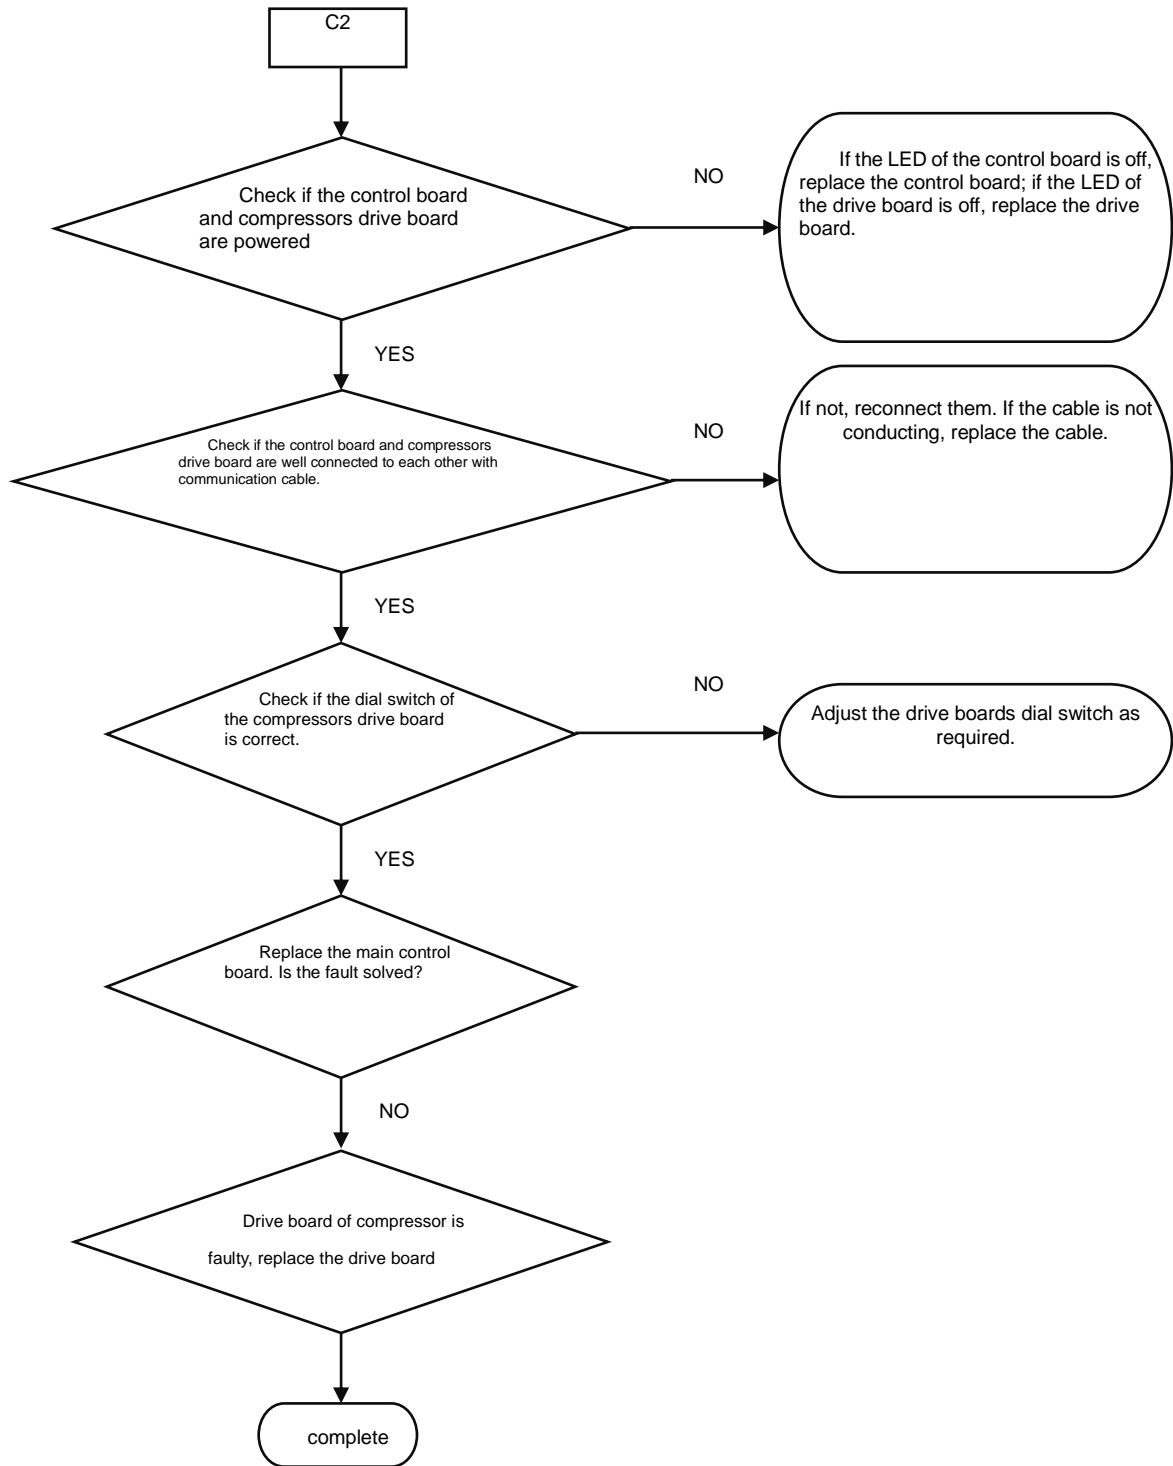 C2
Check if the control board
and compressors drive board
are powered
NO
If the LED of the control board is off,
replace the control board; if the LED of
the drive board is off, replace the drive
board.
YES
Check if the control board and compressors
drive board are well connected to each other with
communication cable.
NO
If not, reconnect them. If the cable is not
conducting, replace the cable.
YES
Check if the dial switch of
the compressors drive board
is correct.
NO
Adjust the drive boards dial switch as
required.
YES
Replace the main control
board. Is the fault solved?
NO
Drive board of compressor is
faulty, replace the drive board
complete